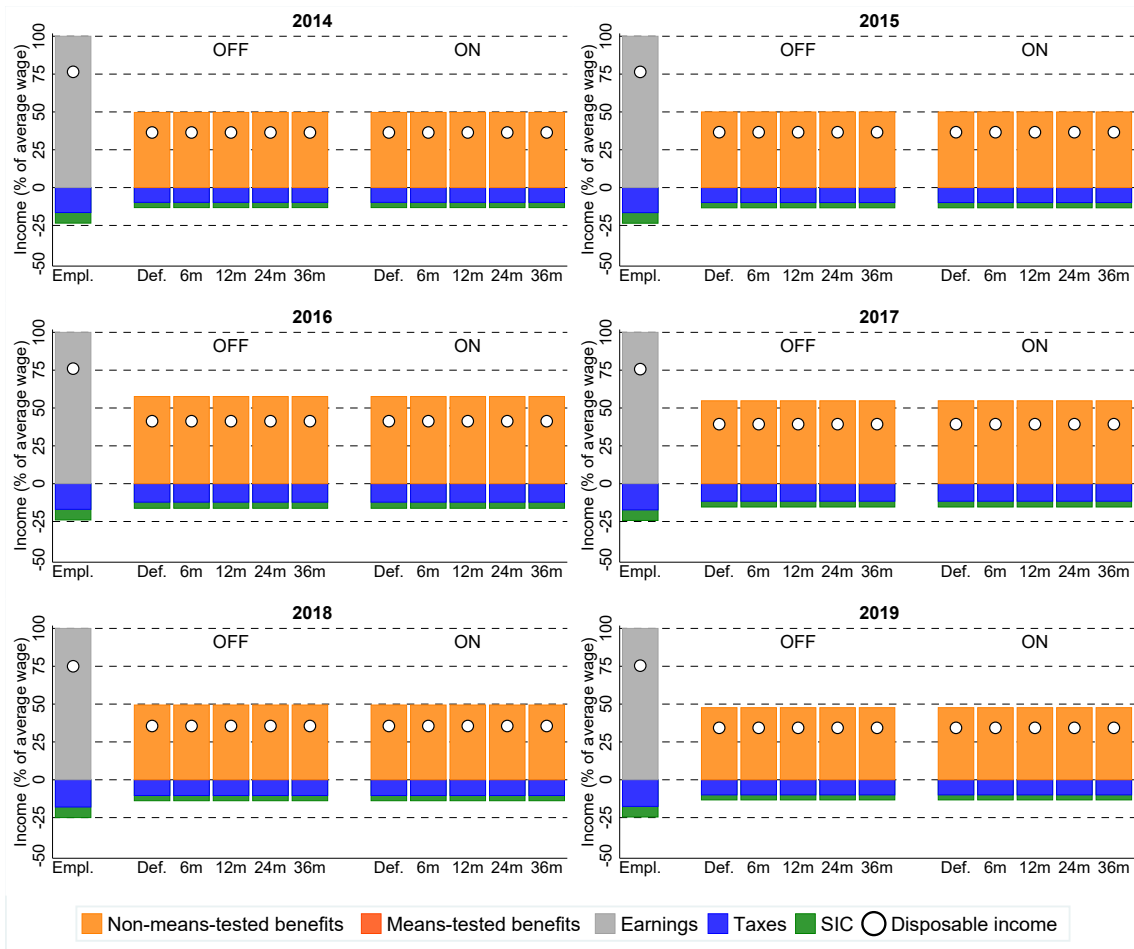 2014
Income (% of average wage)
100
75
50
25
0
-25
-50
OFF ON
Empl. Def. 6m 12m 24m 36m Def. 6m 12m 24m 36m
2015
Income (% of average wage)
100
75
50
25
0
-25
-50
OFF ON
Empl. Def. 6m 12m 24m 36m Def. 6m 12m 24m 36m
2016
Income (% of average wage)
100
75
50
25
0
-25
-50
OFF ON
Empl. Def. 6m 12m 24m 36m Def. 6m 12m 24m 36m
2017
Income (% of average wage)
100
75
50
25
0
-25
-50
OFF ON
Empl. Def. 6m 12m 24m 36m Def. 6m 12m 24m 36m
2018
Income (% of average wage)
100
75
50
25
0
-25
-50
OFF ON
Empl. Def. 6m 12m 24m 36m Def. 6m 12m 24m 36m
2019
Income (% of average wage)
100
75
50
25
0
-25
-50
OFF ON
Empl. Def. 6m 12m 24m 36m Def. 6m 12m 24m 36m
Non-means-tested benefits Means-tested benefits Earnings Taxes SIC Disposable income